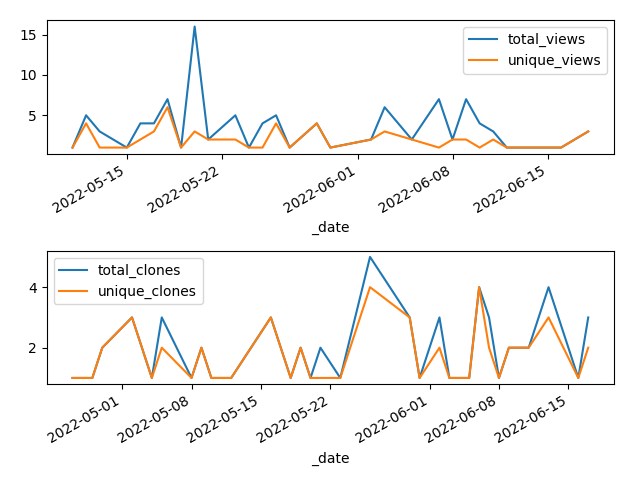 15
10
5
total_views
unique_views
2022-05-15
2022-05-22
2022-06-01
2022-06-08
2022-06-15
_date
4
2
total_clones
unique_clones
2022-05-01
2022-05-08
2022-05-15
2022-05-22
2022-06-01
2022-06-08
2022-06-15
_date